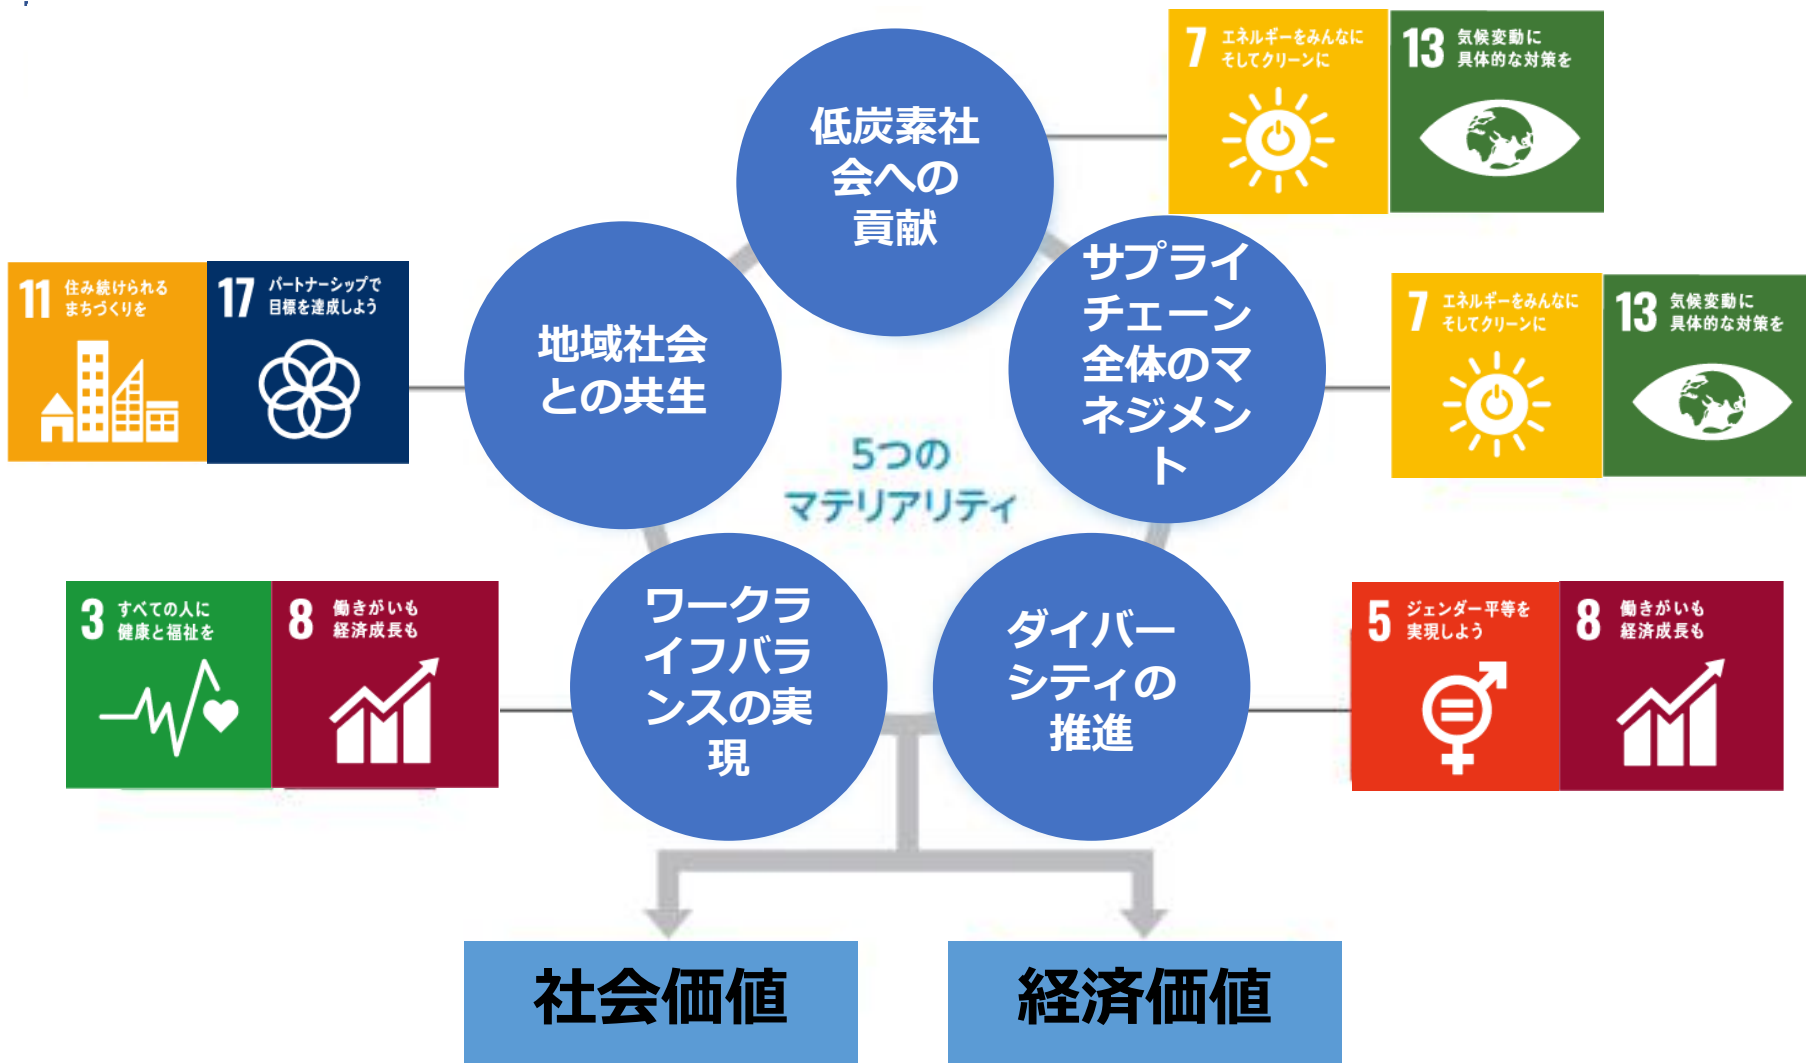 低炭素社
会への
貢献
7 エネルギーをみんなに
そしてクリーンに
13 気候変動に
具体的な対策を
サプライ
チェーン
全体のマ
ネジメン
ト
7 エネルギーをみんなに
そしてクリーンに
13 気候変動に
具体的な対策を
11 住み続けられる
まちづくりを
17 パートナーシップで
目標を達成しよう
地域社会
との共生
5つの
マテリアリティ
3 すべての人に
健康と福祉を
8 働きがいも
経済成長も
ワークラ
イフバラ
ンスの実
現
ダイバー
シティの
推進
5 ジェンダー平等を
実現しよう
8 働きがいも
経済成長も
社会価値
経済価値